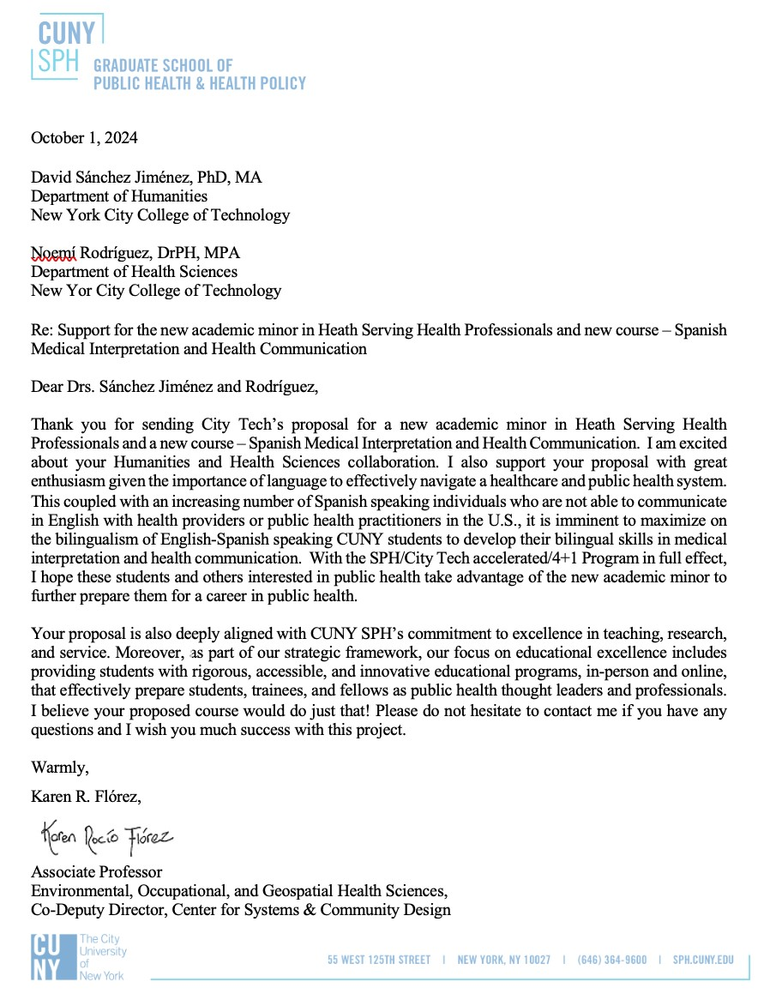 CUNY
SPH
GRADUATE SCHOOL OF
PUBLIC HEALTH & HEALTH POLICY
October 1, 2024
David Sánchez Jiménez, PhD, MA
Department of Humanities
New York City College of Technology
Noemí Rodríguez, DrPH, MPA
Department of Health Sciences
New Yor City College of Technology
Re: Support for the new academic minor in Heath Serving Health Professionals and new course – Spanish
Medical Interpretation and Health Communication
Dear Drs. Sánchez Jiménez and Rodríguez,
Thank you for sending City Tech’s proposal for a new academic minor in Heath Serving Health
Professionals and a new course – Spanish Medical Interpretation and Health Communication. I am excited
about your Humanities and Health Sciences collaboration. I also support your proposal with great
enthusiasm given the importance of language to effectively navigate a healthcare and public health system.
This coupled with an increasing number of Spanish speaking individuals who are not able to communicate
in English with health providers or public health practitioners in the U.S., it is imminent to maximize on
the bilingualism of English-Spanish speaking CUNY students to develop their bilingual skills in medical
interpretation and health communication. With the SPH/City Tech accelerated/4+1 Program in full effect,
I hope these students and others interested in public health take advantage of the new academic minor to
further prepare them for a career in public health.
Your proposal is also deeply aligned with CUNY SPH’s commitment to excellence in teaching, research,
and service. Moreover, as part of our strategic framework, our focus on educational excellence includes
providing students with rigorous, accessible, and innovative educational programs, in-person and online,
that effectively prepare students, trainees, and fellows as public health thought leaders and professionals.
I believe your proposed course would do just that! Please do not hesitate to contact me if you have any
questions and I wish you much success with this project.
Warmly,
Karen R. Flórez,
Karen Rocío Flórez
Associate Professor
Environmental, Occupational, and Geospatial Health Sciences,
Co-Deputy Director, Center for Systems & Community Design
CU
NY
The City
University
of
New York
55 WEST 125TH STREET | NEW YORK, NY 10027 | (646) 364-9600 | SPH.CUNY.EDU